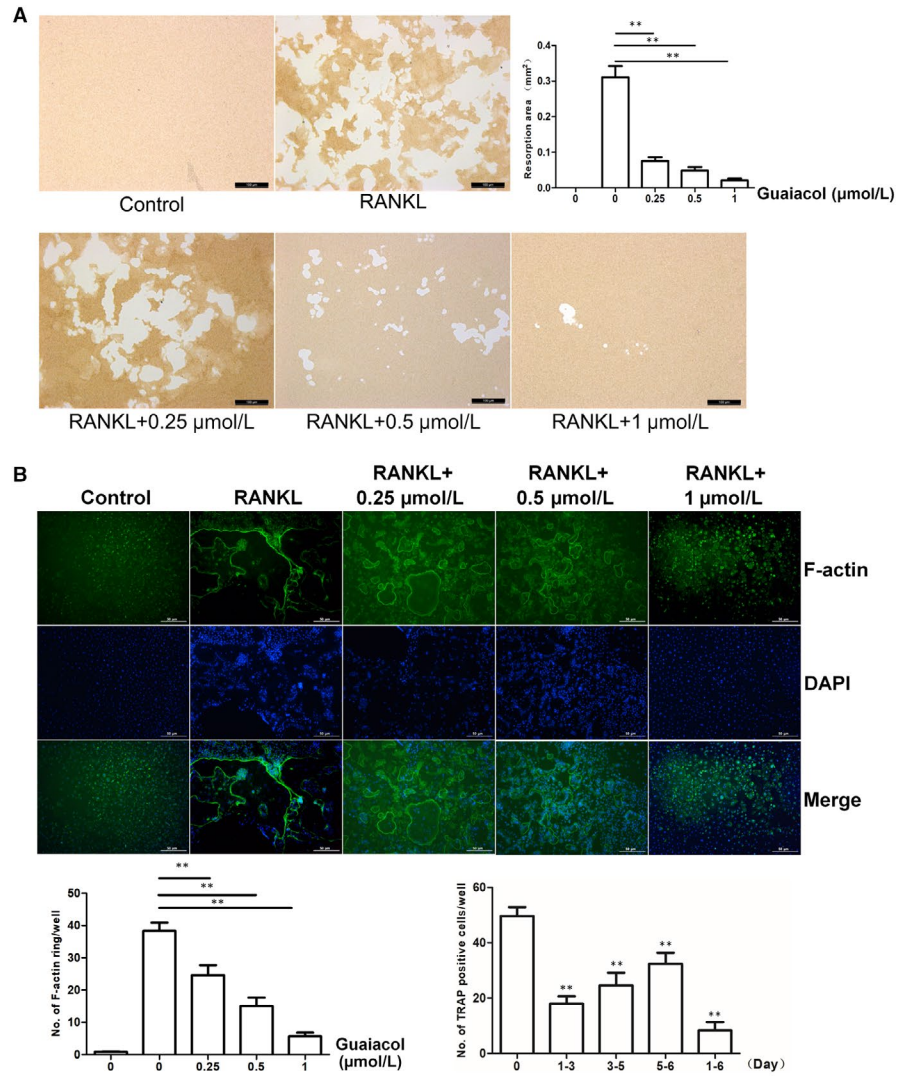 A
Control
RANKL
Resorption area (mm²)
0.4
0.3
0.2
0.1
0.0
**
**
**
0 0 0.25 0.5 1
Guaiacol (μmol/L)
RANKL+0.25 μmol/L
RANKL+0.5 μmol/L
RANKL+1 μmol/L
B
Control
RANKL
RANKL+
0.25 μmol/L
RANKL+
0.5 μmol/L
RANKL+
1 μmol/L
F-actin
DAPI
Merge
No. of F-actin ring/well
50
40
30
20
10
0
**
**
**
0 0 0.25 0.5 1
Guaiacol
(μmol/L)
No. of TRAP positive cells/well
60
40
20
0
**
**
**
**
0 1-3 3-5 5-6 1-6 (Day)